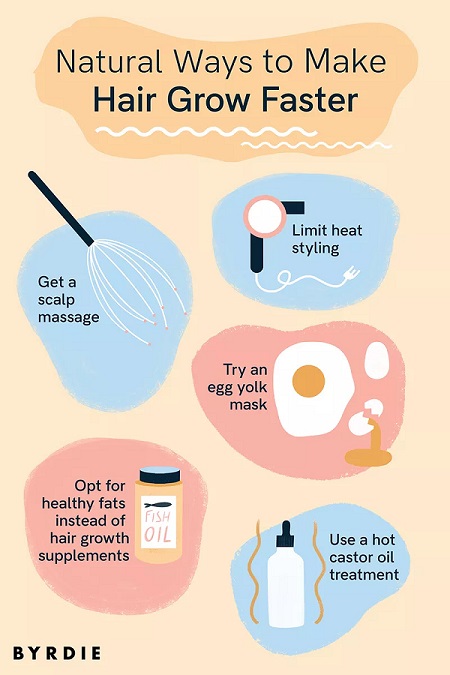 Natural Ways to Make
Hair Grow Faster
Limit heat
styling
Get a
scalp
massage
Try an
egg yolk
mask
Opt for
healthy fats
instead of
hair growth
supplements
FISH
OIL
Use a hot
castor oil
treatment
BYRDIE